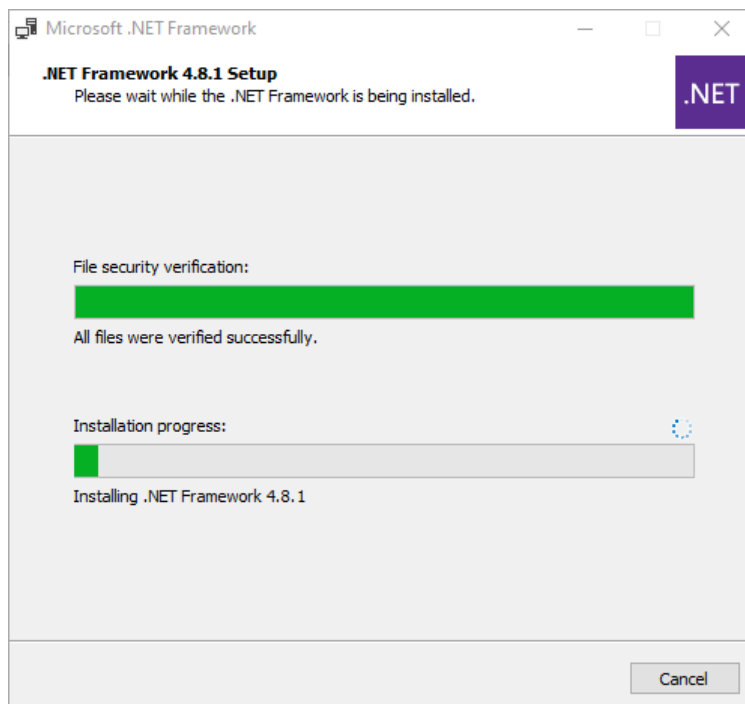 Microsoft .NET Framework
.NET Framework 4.8.1 Setup
Please wait while the .NET Framework is being installed.
.NET
File security verification:
All files were verified successfully.
Installation progress:
Installing .NET Framework 4.8.1
Cancel